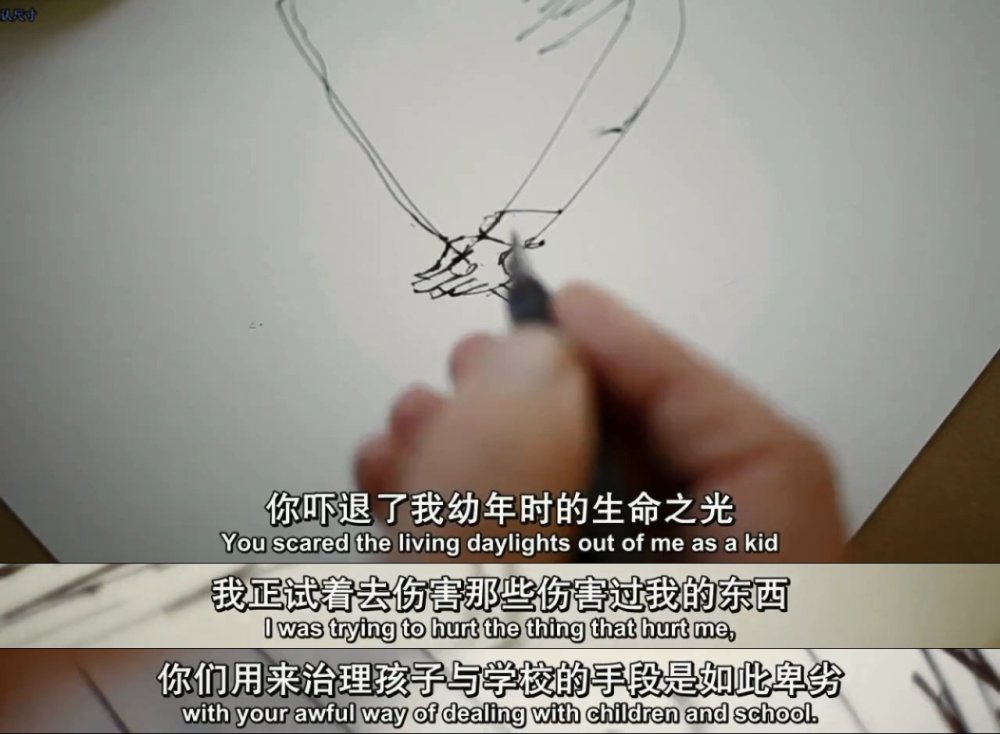 认尺寸
你吓退了我幼年时的生命之光
You scared the living daylights out of me as a kid
我正试着去伤害那些伤害过我的东西
I was trying to hurt the thing that hurt me,
你们用来治理孩子与学校的手段是如此卑劣
with your awful way of dealing with children and school.